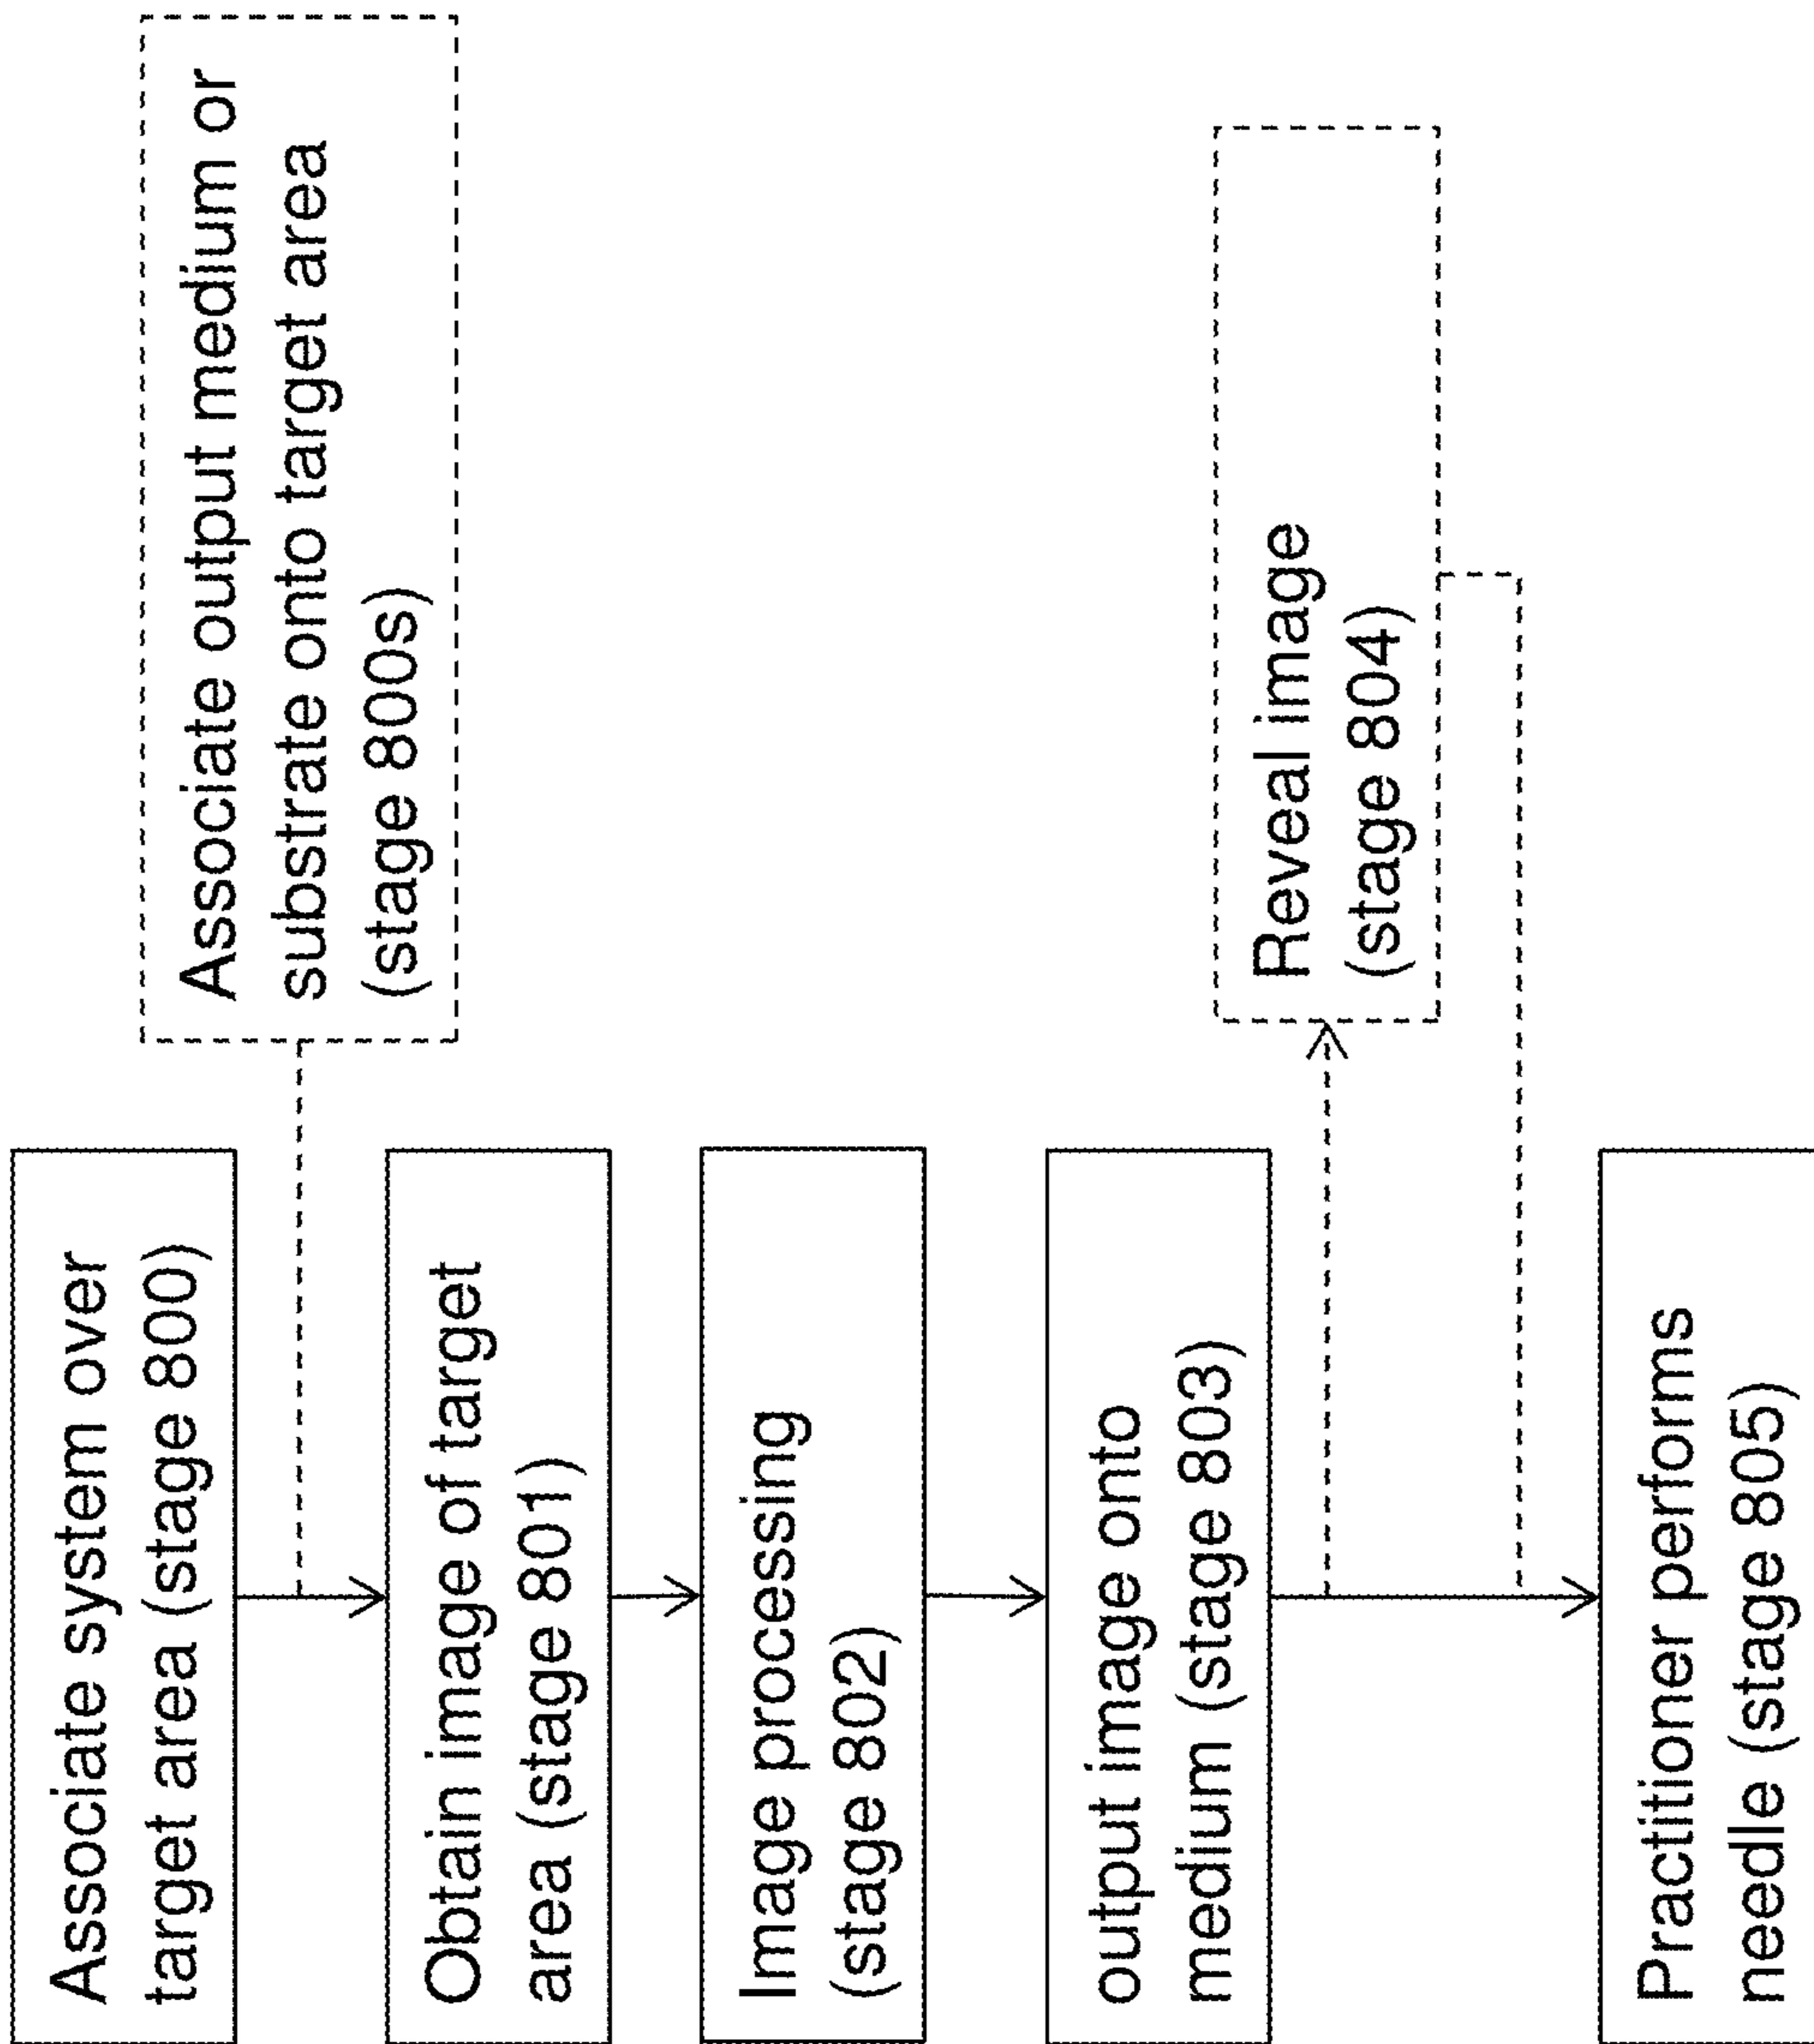 Associate system over
target area (stage 800)
Associate output medium or
substrate onto target area
(stage 800s)
Obtain image of target
area (stage 801)
Image processing
(stage 802)
output image onto
medium (stage 803)
Reveal image
(stage 804)
Practitioner performs
needle (stage 805)